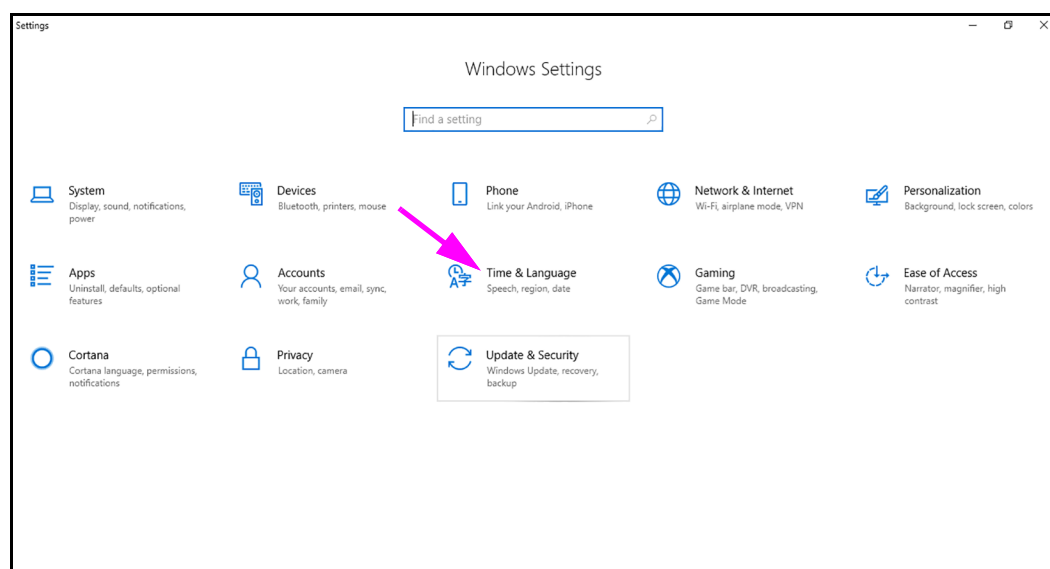 Settings
Windows Settings
Find a setting
System
Display, sound, notifications,
power
Devices
Bluetooth, printers, mouse
Phone
Link your Android, iPhone
Network & Internet
Wi-Fi, airplane mode, VPN
Personalization
Background, lock screen, colors
Apps
Uninstall, defaults, optional
features
Accounts
Your accounts, email, sync,
work, family
Time & Language
Speech, region, date
Gaming
Game bar, DVR, broadcasting,
Game Mode
Ease of Access
Narrator, magnifier, high
contrast
Cortana
Cortana language, permissions,
notifications
Privacy
Location, camera
Update & Security
Windows Update, recovery,
backup